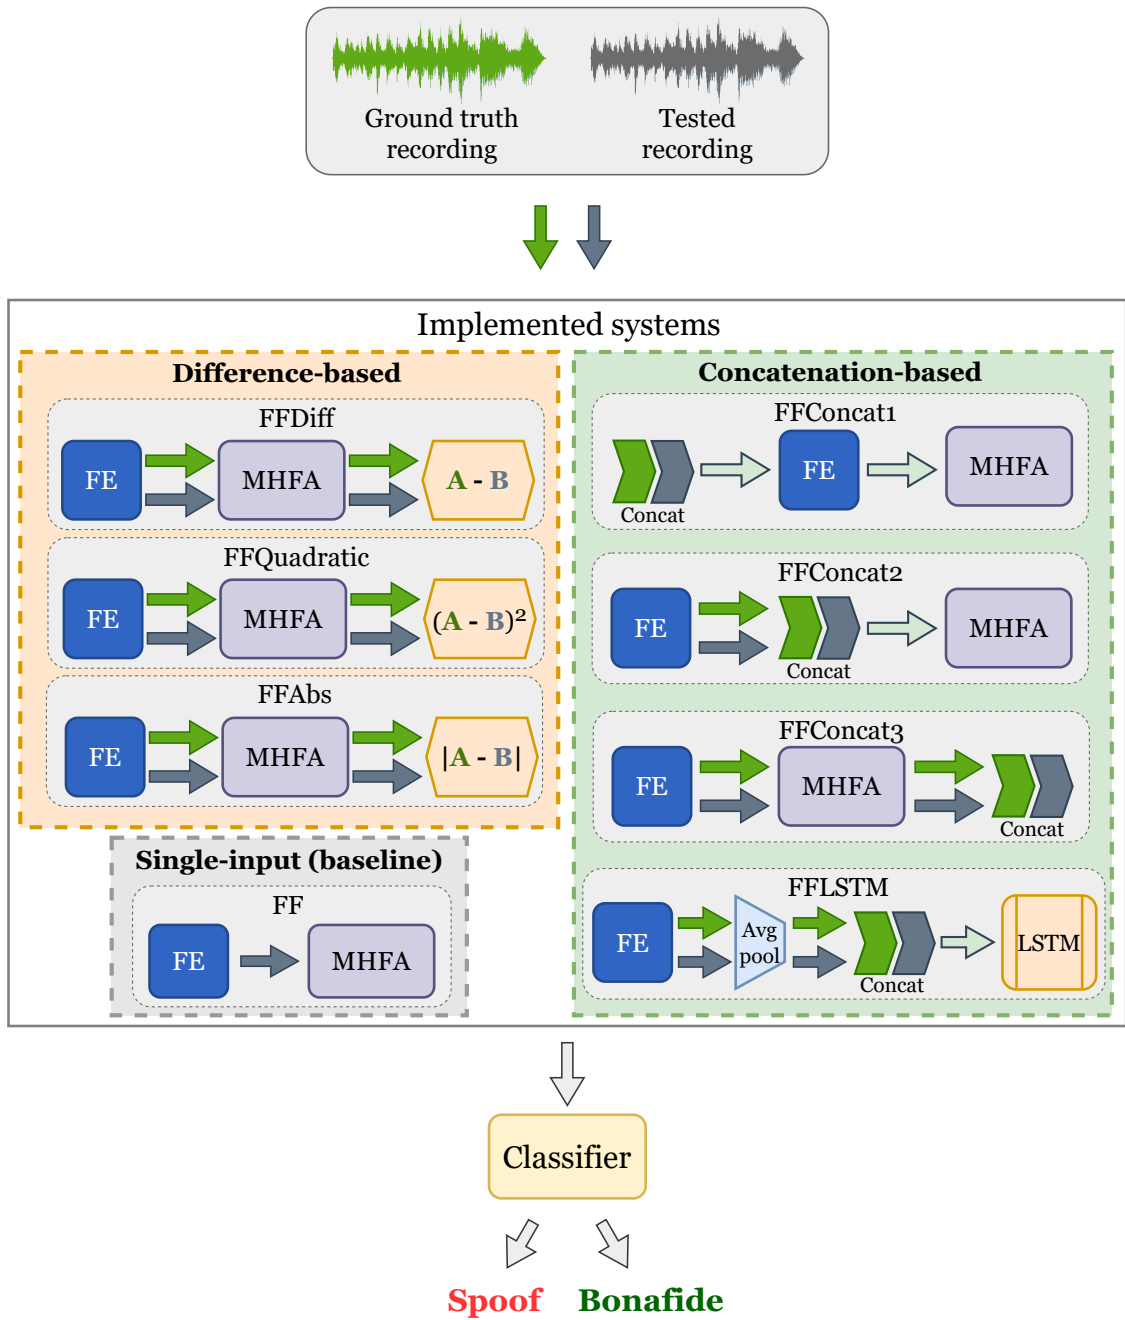 Ground truth
recording
Tested
recording
Implemented systems
Difference-based
FFDiff
FE
MHFA
A - B
FFQuadratic
FE
MHFA
(A - B)²
FFAbs
FE
MHFA
|A - B|
Single-input (baseline)
FF
FE
MHFA
Concatenation-based
FFConcat1
Concat
FE
MHFA
FFConcat2
FE
Concat
MHFA
FFConcat3
FE
MHFA
Concat
FFLSTM
FE
Avg
pool
Concat
LSTM
Classifier
Spoof
Bonafide